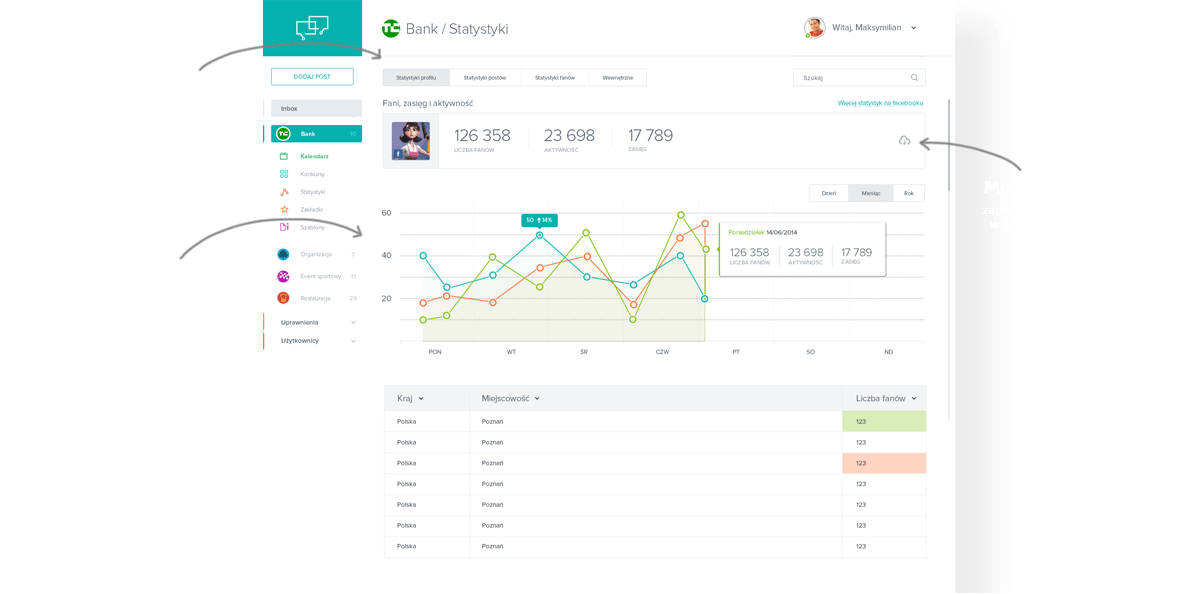 Bank / Statystyki
Witaj, Maksymilian
DODAJ POST
Statystyki profilu
Statystyki postów
Statystyki fanów
Wewnętrzne
Szukaj
Inbox
Bank 10
Kalendarz
Konkursy
Statystyki
Zakładki
Szablony
Organizacja 7
Event sportowy 11
Restauracja 29
Uprawnienia
Użytkownicy
Fani, zasięg i aktywność
Więcej statystyk na facebooku
126 358
LICZBA FANÓW
23 698
AKTYWNOŚĆ
17 789
ZASIĘG
Dzień
Miesiąc
Rok
60
40
20
50 14%
Poniedziałek 14/06/2014
126 358
LICZBA FANÓW
23 698
AKTYWNOŚĆ
17 789
ZASIĘG
PON
WT
ŚR
CZW
PT
SO
ND
Kraj
Miejscowość
Liczba fanów
Polska Poznań 123
Polska Poznań 123
Polska Poznań 123
Polska Poznań 123
Polska Poznań 123
Polska Poznań 123
Polska Poznań 123